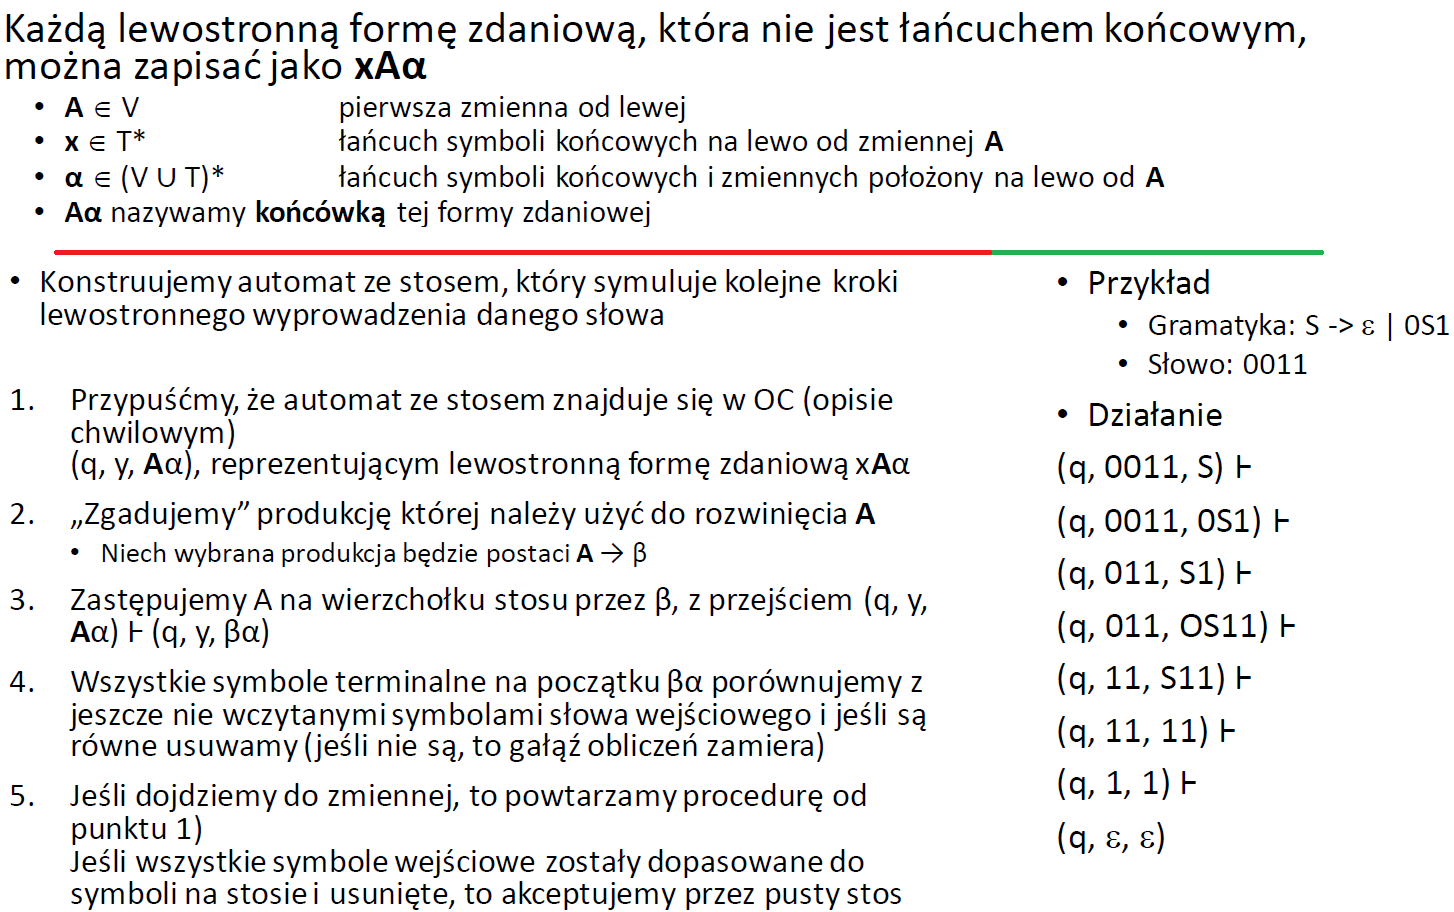 Każdą lewostronną formę zdaniową, która nie jest łańcuchem końcowym,
można zapisać jako xAα
• A ∈ V pierwsza zmienna od lewej
• x ∈ T* łańcuch symboli końcowych na lewo od zmiennej A
• α ∈ (V U T)* łańcuch symboli końcowych i zmiennych położony na lewo od A
• Aα nazywamy końcówką tej formy zdaniowej
• Konstruujemy automat ze stosem, który symuluje kolejne kroki
lewostronnego wyprowadzenia danego słowa
1. Przypuśćmy, że automat ze stosem znajduje się w OC (opisie
chwilowym)
(q, y, Aα), reprezentującym lewostronną formę zdaniową xAα
2. „Zgadujemy” produkcję której należy użyć do rozwinięcia A
• Niech wybrana produkcja będzie postaci A → β
3. Zastępujemy A na wierzchołku stosu przez β, z przejściem (q, y,
Aα) Ͱ (q, y, βα)
4. Wszystkie symbole terminalne na początku βα porównujemy z
jeszcze nie wczytanymi symbolami słowa wejściowego i jeśli są
równe usuwamy (jeśli nie są, to gałąź obliczeń zamiera)
5. Jeśli dojdziemy do zmiennej, to powtarzamy procedurę od
punktu 1)
Jeśli wszystkie symbole wejściowe zostały dopasowane do
symboli na stosie i usunięte, to akceptujemy przez pusty stos
• Przykład
• Gramatyka: S -> ε | 0S1
• Słowo: 0011
• Działanie
(q, 0011, S) Ͱ
(q, 0011, 0S1) Ͱ
(q, 011, S1) Ͱ
(q, 011, OS11) Ͱ
(q, 11, S11) Ͱ
(q, 11, 11) Ͱ
(q, 1, 1) Ͱ
(q, ε, ε)